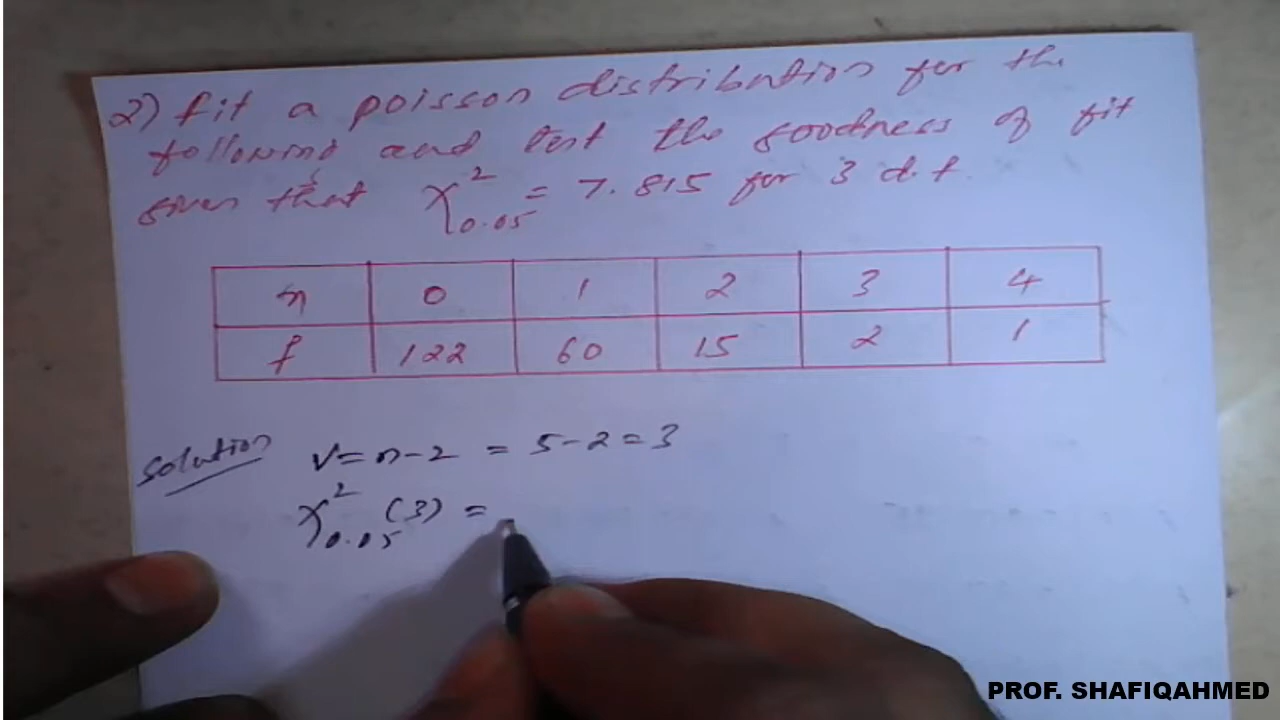 2) Fit a poisson distribution for the
following and test the goodness of fit
given that χ²0.05 = 7.815 for 3 d.f.
x 0 1 2 3 4
f 122 60 15 2 1
Solution ν = n - 2 = 5 - 2 = 3
χ²0.05 (3) =
PROF. SHAFIQAHMED